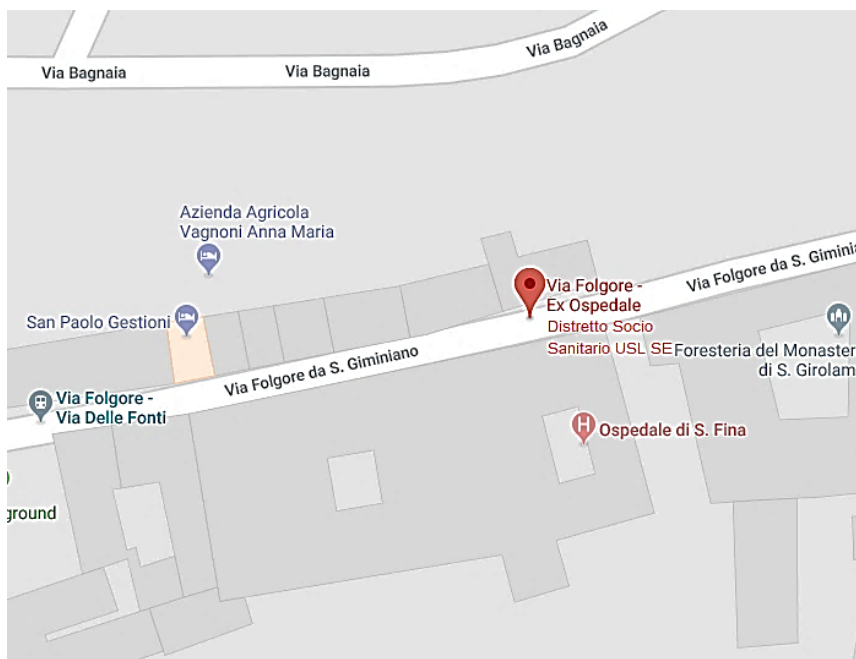 Via Bagnaia
Via Bagnaia
Via Bagnaia
Azienda Agricola
Vagnoni Anna Maria
San Paolo Gestioni
Via Folgore da S. Giminia
Via Folgore -
Ex Ospedale
Distretto Socio
Sanitario USL SE
Foresteria del Monaster
di S. Girolam
Via Folgore da S. Giminiano
Via Folgore -
Via Delle Fonti
Ospedale di S. Fina
ground